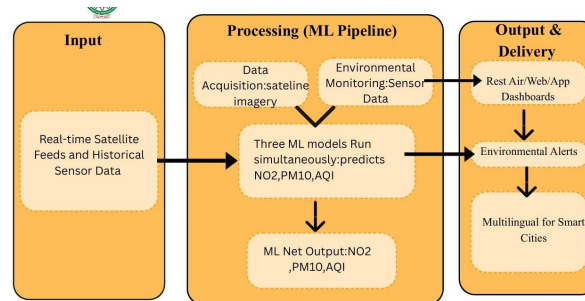 Input
Real-time Satellite
Feeds and Historical
Sensor Data
Processing (ML Pipeline)
Data
Acquisition:sateline
imagery
Environmental
Monitoring:Sensor
Data
Three ML models Run
simultaneously:predicts
NO2,PM10,AQI
ML Net Output:NO2
,PM10,AQI
Output &
Delivery
Rest Air/Web/App
Dashboards
Environmental Alerts
Multilingual for Smart
Cities